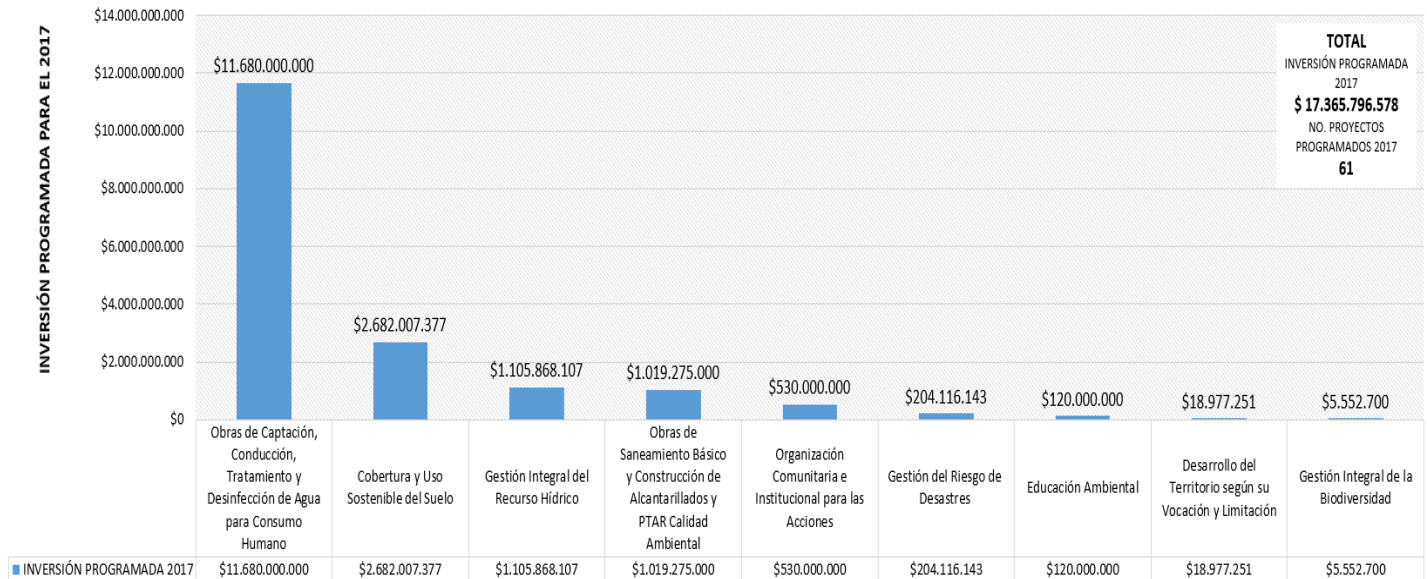 INVERSIÓN PROGRAMADA PARA EL 2017
$14.000.000.000
$12.000.000.000
$10.000.000.000
$8.000.000.000
$6.000.000.000
$4.000.000.000
$2.000.000.000
$0
$11.680.000.000
$2.682.007.377
$1.105.868.107
$1.019.275.000
$530.000.000
$204.116.143
$120.000.000
$18.977.251
$5.552.700
TOTAL
INVERSIÓN PROGRAMADA
2017
$ 17.365.796.578
NO. PROYECTOS
PROGRAMADOS 2017
61
Obras de Captación,
Conducción,
Tratamiento y
Desinfección de Agua
para Consumo
Humano
Cobertura y Uso
Sostenible del Suelo
Gestión Integral del
Recurso Hídrico
Obras de
Saneamiento Básico
y Construcción de
Alcantarillados y
PTAR Calidad
Ambiental
Organización
Comunitaria e
Institucional para las
Acciones
Gestión del Riesgo de
Desastres
Educación Ambiental
Desarrollo del
Territorio según su
Vocación y Limitación
Gestión Integral de la
Biodiversidad
INVERSIÓN PROGRAMADA 2017
$11.680.000.000
$2.682.007.377
$1.105.868.107
$1.019.275.000
$530.000.000
$204.116.143
$120.000.000
$18.977.251
$5.552.700